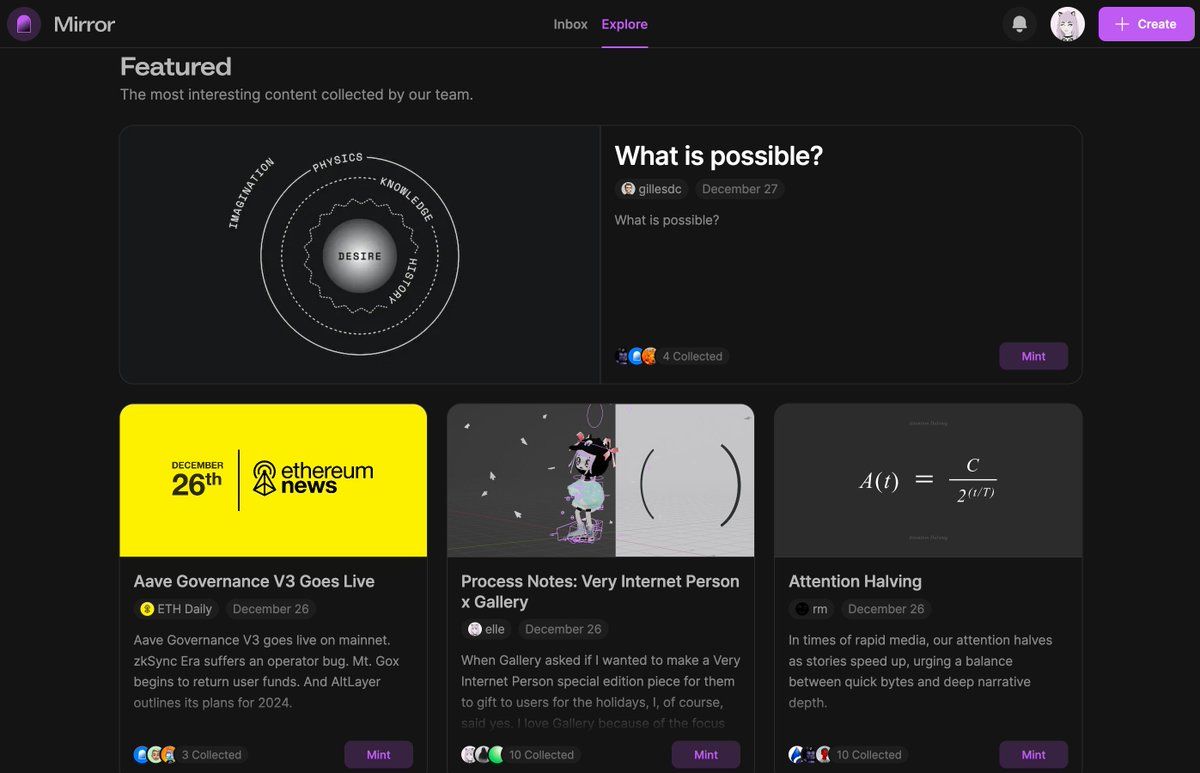 Mirror
Inbox
Explore
Create
Featured
The most interesting content collected by our team.
IMAGINATION
PHYSICS
KNOWLEDGE
DESIRE
HISTORY
What is possible?
gillesdc
December 27
What is possible?
4 Collected
Mint
DECEMBER
26th
ethereum
news
Aave Governance V3 Goes Live
ETH Daily
December 26
Aave Governance V3 goes live on mainnet.
zkSync Era suffers an operator bug. Mt. Gox
begins to return user funds. And AltLayer
outlines its plans for 2024.
3 Collected
Mint
( )
Process Notes: Very Internet Person
x Gallery
elle
December 26
When Gallery asked if I wanted to make a Very
Internet Person special edition piece for them
to gift to users for the holidays, I, of course,
said yes. I love Gallery because of the focus
10 Collected
Mint
Attention Halving
A(t) = C / 2^(t/T)
Attention Halving
Attention Halving
rm
December 26
In times of rapid media, our attention halves
as stories speed up, urging a balance
between quick bytes and deep narrative
depth.
10 Collected
Mint